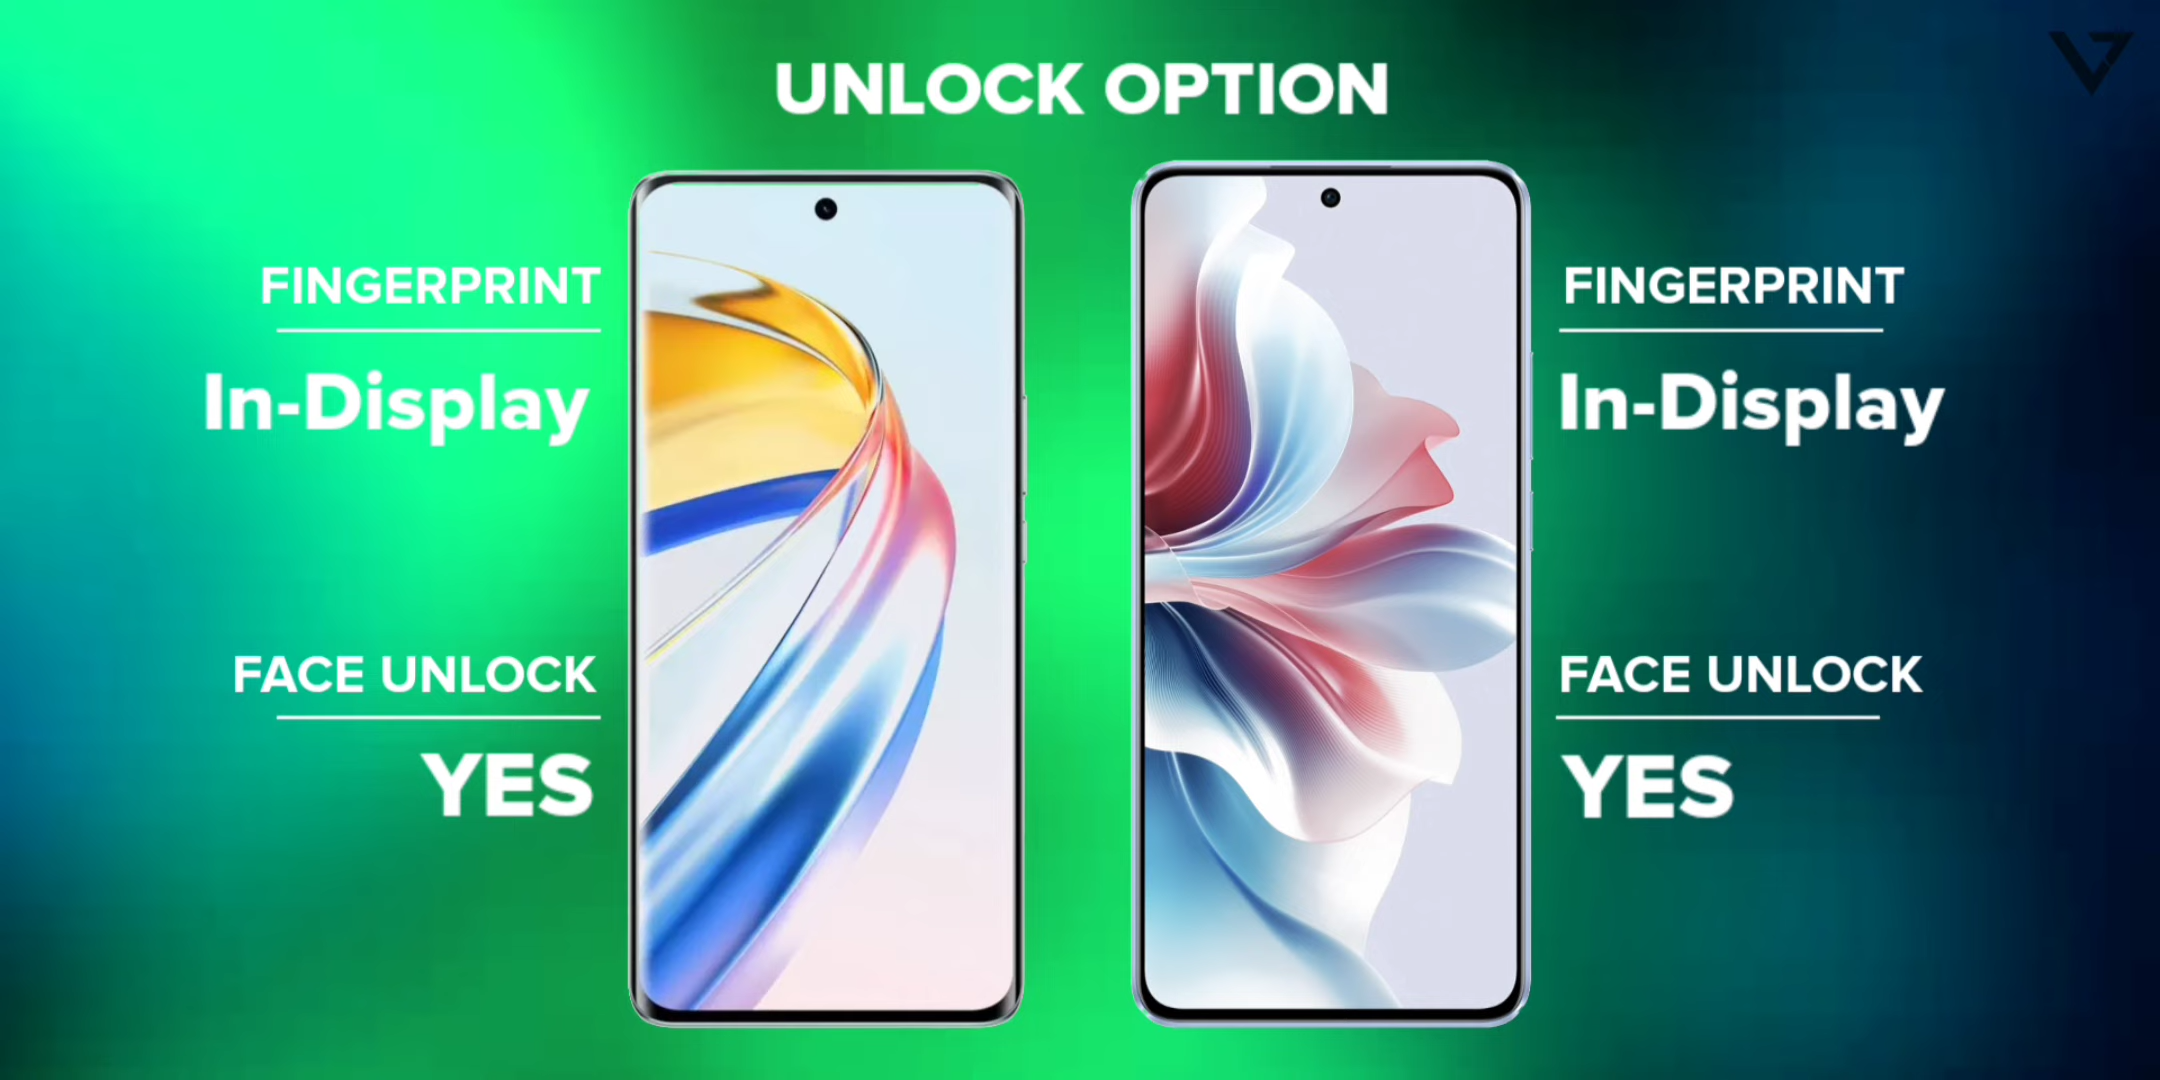 UNLOCK OPTION
FINGERPRINT
In-Display
FACE UNLOCK
YES
FINGERPRINT
In-Display
FACE UNLOCK
YES